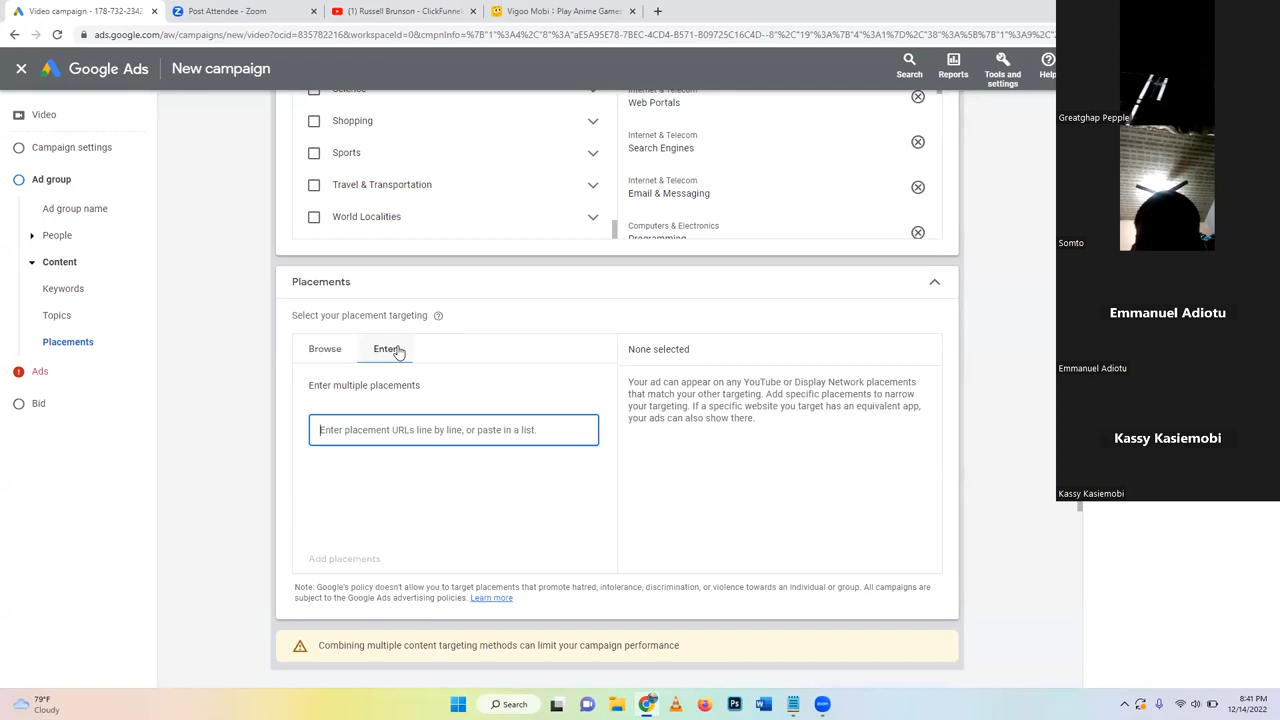 Video campaign - 178-732-2342
Post Attendee - Zoom
(1) Russell Brunson - ClickFunnel
Vigoo Mobi : Play Anime Games
ads.google.com/aw/campaigns/new/video?ocid=835782216&workspaceId=0&cmpnInfo=%7B"1"%3A4%2C"8"%3A"aE5A95E78-7BEC-4CD4-B571-B09725C16C4D--8"%2C"19"%3A%7B"4"%3A1%7D%2C"38"%3A%5B%7B"1"%3A9%2C"
Google Ads
New campaign
Search
Reports
Tools and settings
Help
Video
Campaign settings
Ad group
Ad group name
People
Content
Keywords
Topics
Placements
Ads
Bid
Science
Shopping
Sports
Travel & Transportation
World Localities
Internet & Telecom
Web Portals
Internet & Telecom
Search Engines
Internet & Telecom
Email & Messaging
Computers & Electronics
Programming
Placements
Select your placement targeting
Browse
Enter
None selected
Enter multiple placements
Enter placement URLs line by line, or paste in a list.
Add placements
Your ad can appear on any YouTube or Display Network placements
that match your other targeting. Add specific placements to narrow
your targeting. If a specific website you target has an equivalent app,
your ads can also show there.
Note: Google's policy doesn't allow you to target placements that promote hatred, intolerance, discrimination, or violence towards an individual or group. All campaigns are
subject to the Google Ads advertising policies. Learn more
Combining multiple content targeting methods can limit your campaign performance
Greatghap Pepple
Somto
Emmanuel Adiotu
Emmanuel Adiotu
Kassy Kasiemobi
Kassy Kasiemobi
79°F
Cloudy
Search
8:41 PM
12/14/2022